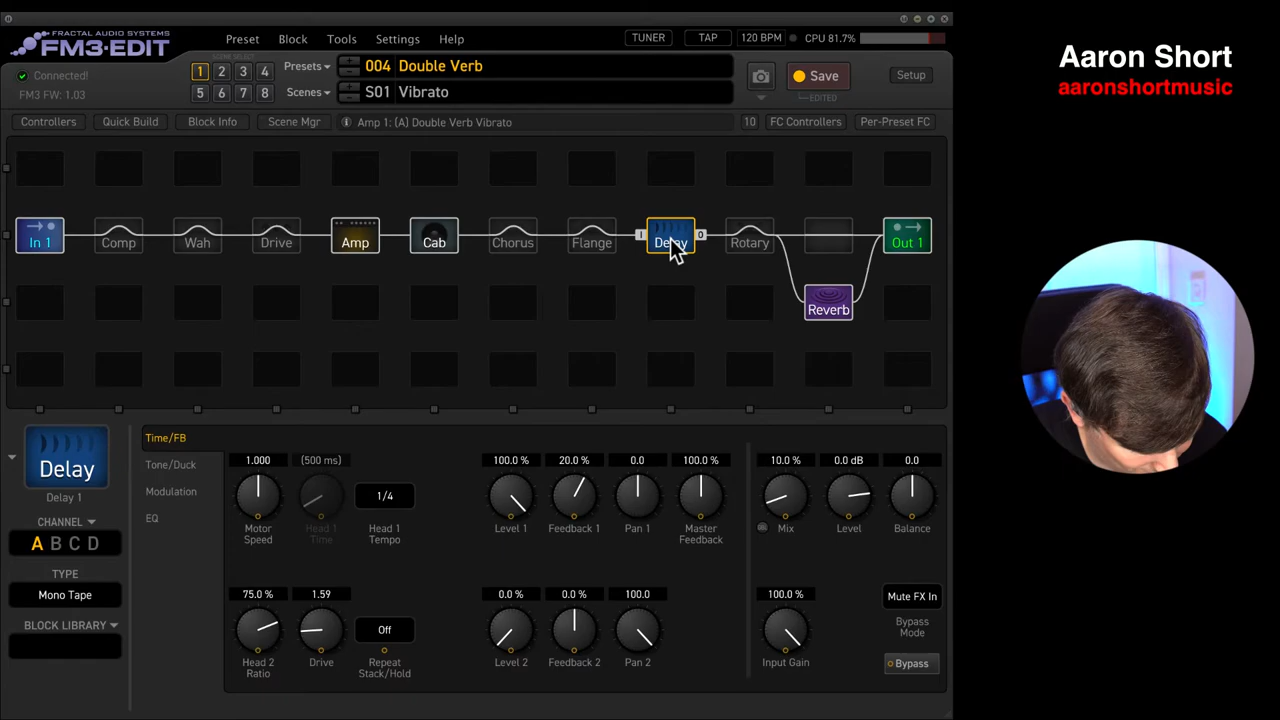 FRACTAL AUDIO SYSTEMS
FM3-EDIT
Preset Block Tools Settings Help
TUNER TAP 120 BPM CPU 81.7%
Connected!
FM3 FW: 1.03
SCENE SELECT
1 2 3 4
5 6 7 8
Presets
004 Double Verb
Scenes
S01 Vibrato
Save
EDITED
Setup
Controllers Quick Build Block Info Scene Mgr
Amp 1: (A) Double Verb Vibrato
10 FC Controllers Per-Preset FC
In 1 Comp Wah Drive Amp Cab Chorus Flange I Delay O Rotary Out 1
Reverb
Delay
Delay 1
CHANNEL
A B C D
TYPE
Mono Tape
BLOCK LIBRARY
Time/FB
Tone/Duck
Modulation
EQ
1.000 (500 ms) 100.0 % 20.0 % 0.0 100.0 % 10.0 % 0.0 dB 0.0
1/4
Motor Speed
Head 1 Time
Head 1 Tempo
Level 1
Feedback 1
Pan 1
Master Feedback
Mix
Level
Balance
75.0 % 1.59 0.0 % 0.0 % 100.0 100.0 %
Off
Mute FX In
Head 2 Ratio
Drive
Repeat Stack/Hold
Level 2
Feedback 2
Pan 2
Input Gain
Bypass Mode
Bypass
Aaron Short
aaronshortmusic